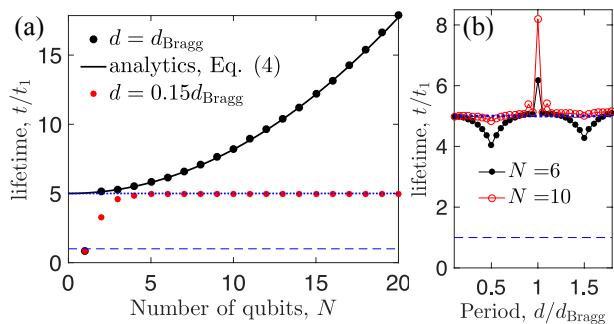 (a)
d = d_Bragg
analytics, Eq. (4)
d = 0.15d_Bragg
lifetime, t/t_1
15
10
5
0
0 5 10 15 20
Number of qubits, N
(b)
lifetime, t/t_1
8
6
4
2
0
N =6
N =10
0.5 1 1.5
Period, d/d_Bragg